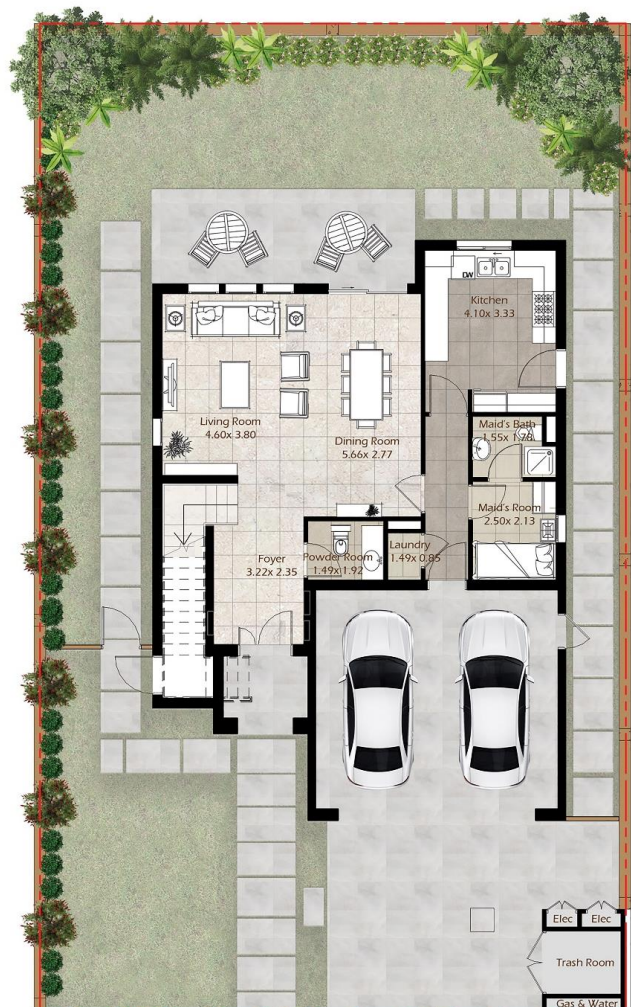 DW
Kitchen
4.10x 3.33
Living Room
4.60x 3.80
Dining Room
5.66x 2.77
Maid's Bath
1.55x 1.78
Maid's Room
2.50x 2.13
Foyer
3.22x 2.35
Powder Room
1.49x 1.92
Laundry
1.49x 0.85
Elec
Elec
Trash Room
Gas & Water